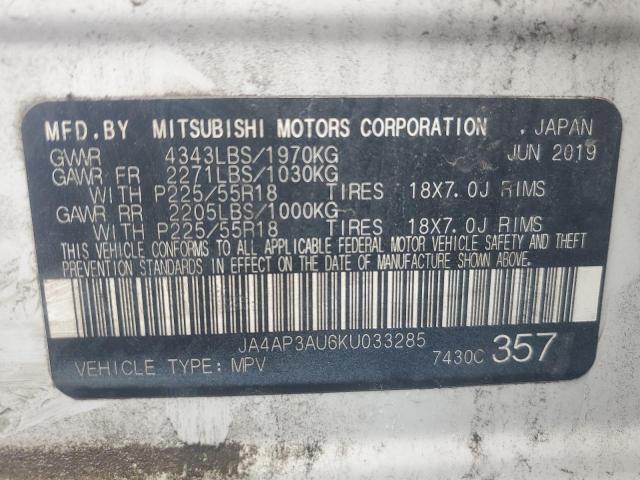 MFD.BY MITSUBISHI MOTORS CORPORATION . JAPAN
GVWR 4343LBS/1970KG JUN 2019
GAWR FR 2271LBS/1030KG
WITH P225/55R18 TIRES 18X7.0J RIMS
GAWR RR 2205LBS/1000KG
WITH P225/55R18 TIRES 18X7.0J RIMS
THIS VEHICLE CONFORMS TO ALL APPLICABLE FEDERAL MOTOR VEHICLE SAFETY AND THEFT
PREVENTION STANDARDS IN EFFECT ON THE DATE OF MANUFACTURE SHOWN ABOVE.
JA4AP3AU6KU033285
VEHICLE TYPE: MPV 7430C 357